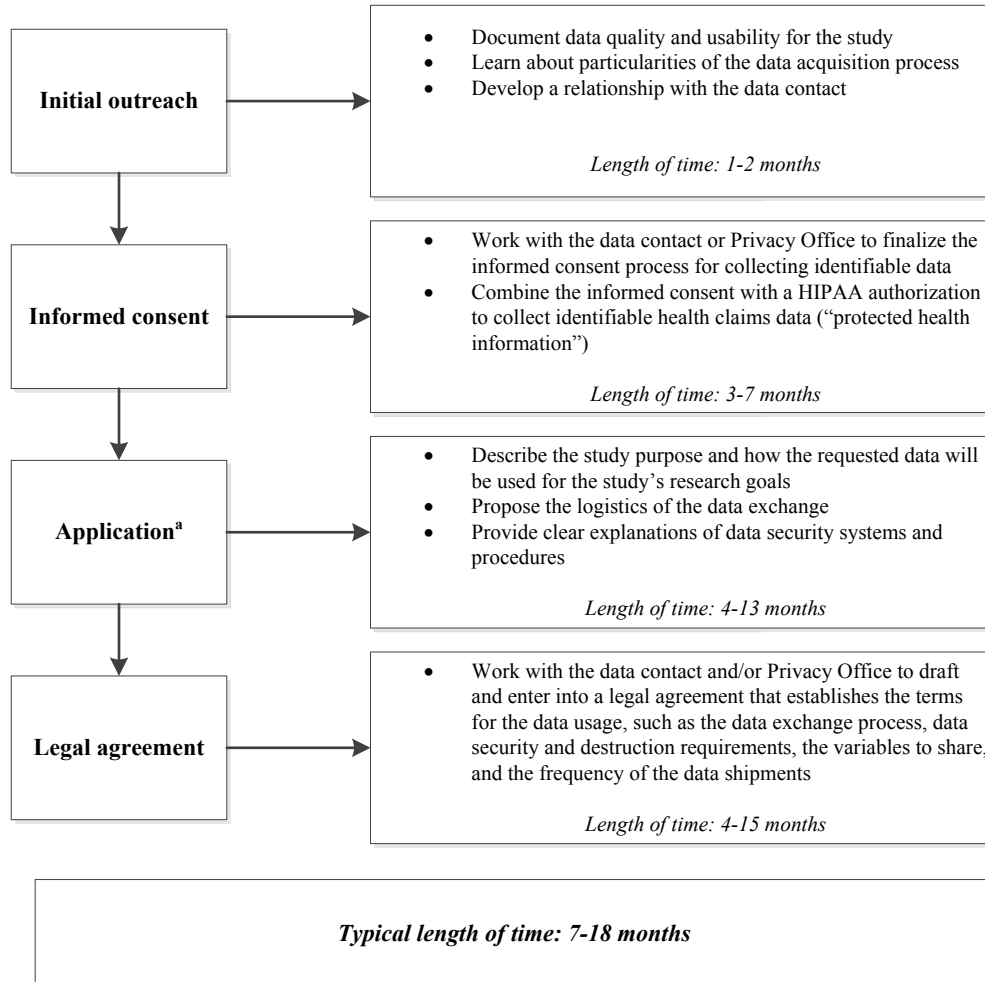 Initial outreach
• Document data quality and usability for the study
• Learn about particularities of the data acquisition process
• Develop a relationship with the data contact
Length of time: 1-2 months
Informed consent
• Work with the data contact or Privacy Office to finalize the
informed consent process for collecting identifiable data
• Combine the informed consent with a HIPAA authorization
to collect identifiable health claims data (“protected health
information”)
Length of time: 3-7 months
Applicationᵃ
• Describe the study purpose and how the requested data will
be used for the study’s research goals
• Propose the logistics of the data exchange
• Provide clear explanations of data security systems and
procedures
Length of time: 4-13 months
Legal agreement
• Work with the data contact and/or Privacy Office to draft
and enter into a legal agreement that establishes the terms
for the data usage, such as the data exchange process, data
security and destruction requirements, the variables to share,
and the frequency of the data shipments
Length of time: 4-15 months
Typical length of time: 7-18 months